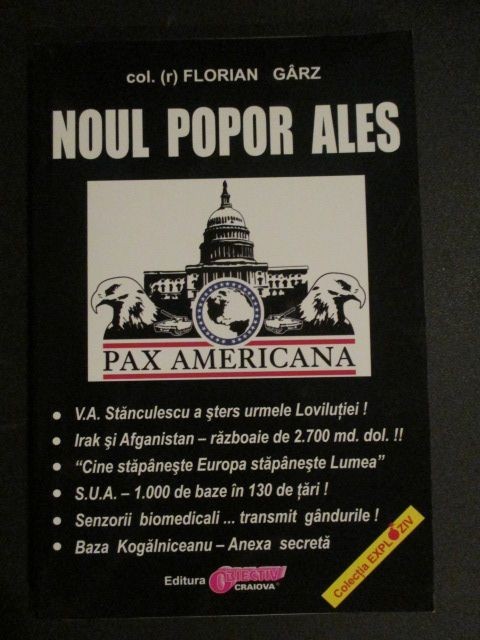 col. (r) FLORIAN GÂRZ
NOUL POPOR ALES
PAX AMERICANA
• V.A. Stănculescu a şters urmele Loviluţiei !
• Irak şi Afganistan – războaie de 2.700 md. dol. !!
• “Cine stăpâneşte Europa stăpâneşte Lumea”
• S.U.A. – 1.000 de baze în 130 de ţări !
• Senzorii biomedicali ... transmit gândurile !
• Baza Kogălniceanu – Anexa secretă
Colecţia EXPLOZIV
Editura OBIECTIV
CRAIOVA